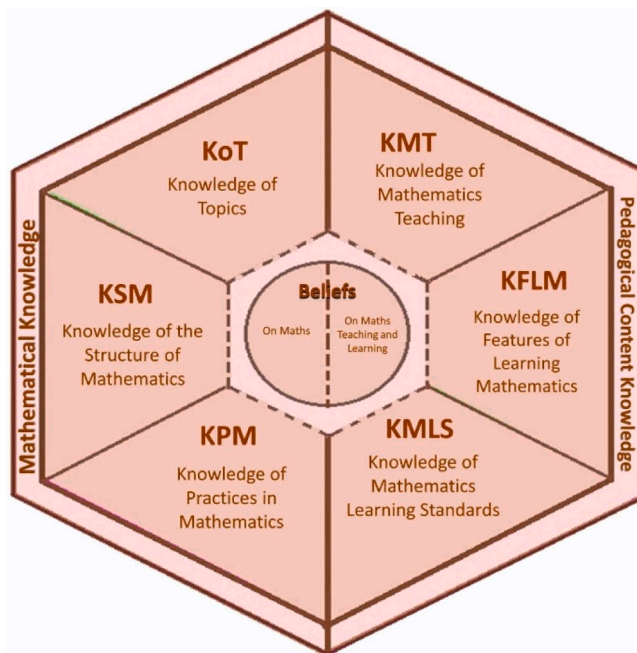 KoT
Knowledge of
Topics
KMT
Knowledge of
Mathematics
Teaching
KSM
Knowledge of the
Structure of
Mathematics
Beliefs
On Maths
On Maths
Teaching and
Learning
KFLM
Knowledge of
Features of
Learning
Mathematics
KPM
Knowledge of
Practices in
Mathematics
KMLS
Knowledge of
Mathematics
Learning Standards
Mathematical Knowledge
Pedagogical Content Knowledge